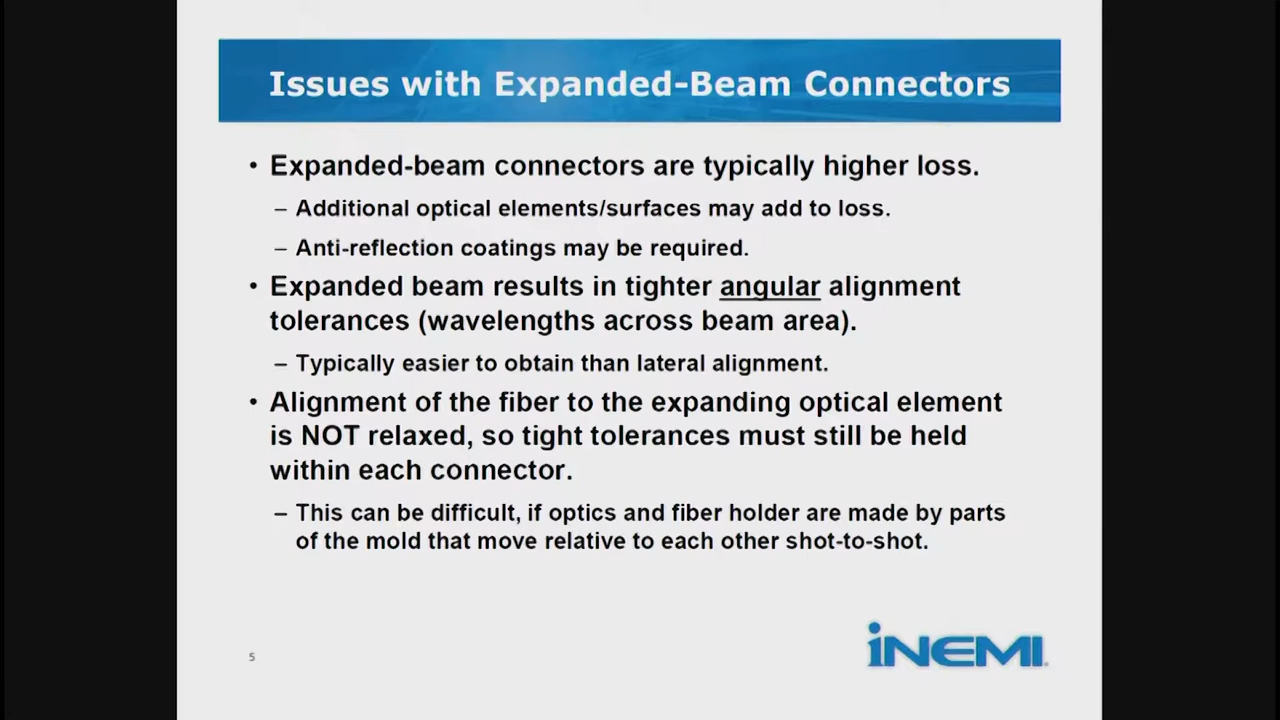 Issues with Expanded-Beam Connectors
• Expanded-beam connectors are typically higher loss.
– Additional optical elements/surfaces may add to loss.
– Anti-reflection coatings may be required.
• Expanded beam results in tighter angular alignment
tolerances (wavelengths across beam area).
– Typically easier to obtain than lateral alignment.
• Alignment of the fiber to the expanding optical element
is NOT relaxed, so tight tolerances must still be held
within each connector.
– This can be difficult, if optics and fiber holder are made by parts
of the mold that move relative to each other shot-to-shot.
5
iNEMI